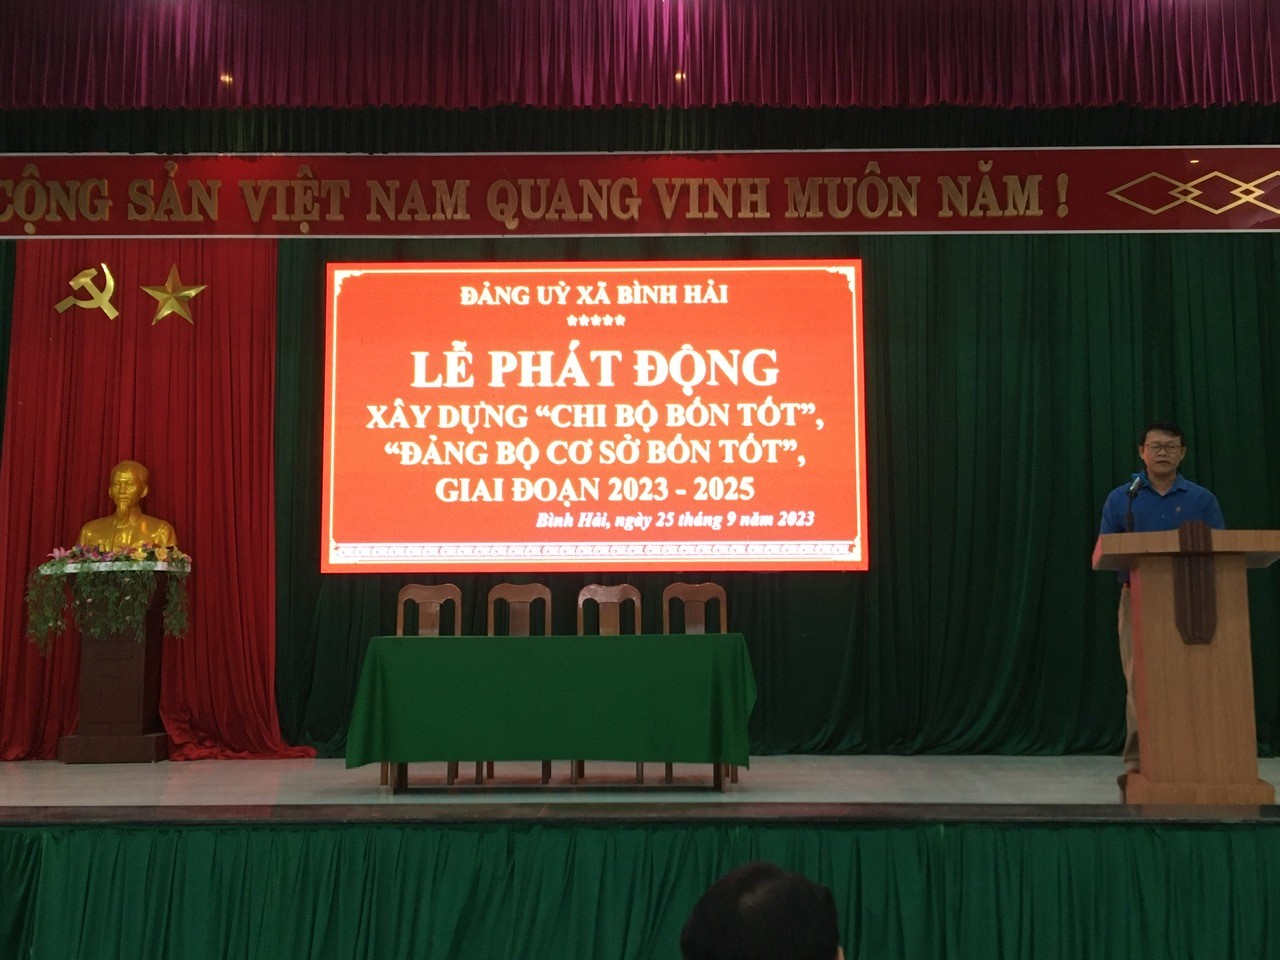 CỘNG SẢN VIỆT NAM QUANG VINH MUÔN NĂM!
ĐẢNG UỶ XÃ BÌNH HẢI
*****
LỄ PHÁT ĐỘNG
XÂY DỰNG “CHI BỘ BỐN TỐT”,
“ĐẢNG BỘ CƠ SỞ BỐN TỐT”,
GIAI ĐOẠN 2023 - 2025
Bình Hải, ngày 25 tháng 9 năm 2023